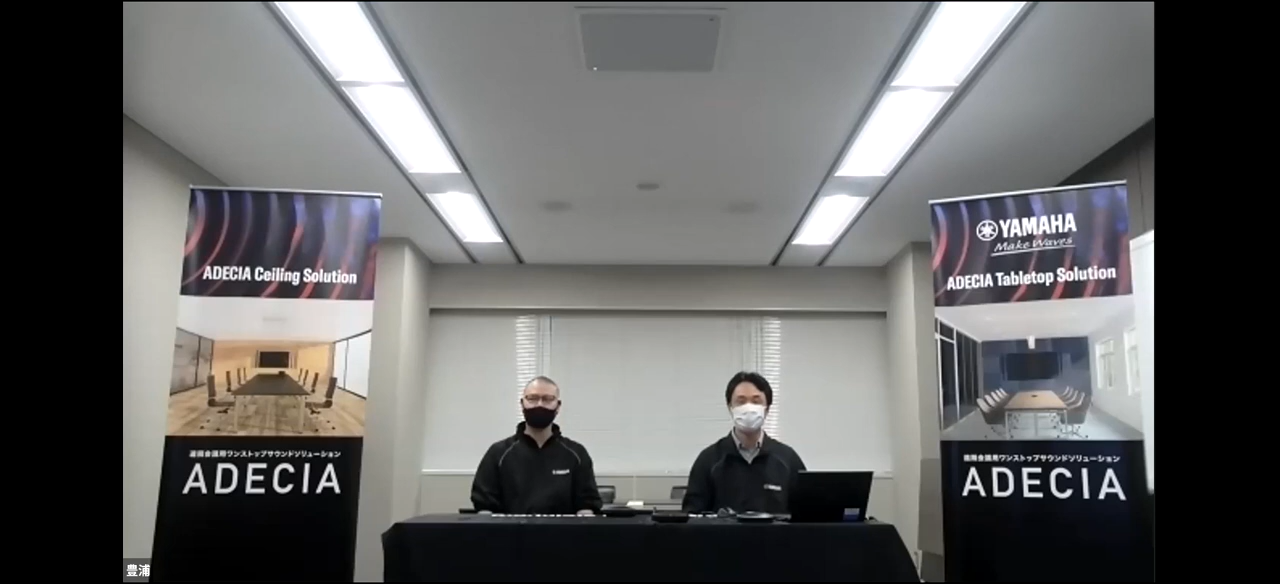 ADECIA Ceiling Solution
遠隔会議用ワンストップサウンドソリューション
ADECIA
YAMAHA
Make Waves
ADECIA Tabletop Solution
遠隔会議用ワンストップサウンドソリューション
ADECIA
YAMAHA
YAMAHA
豊浦